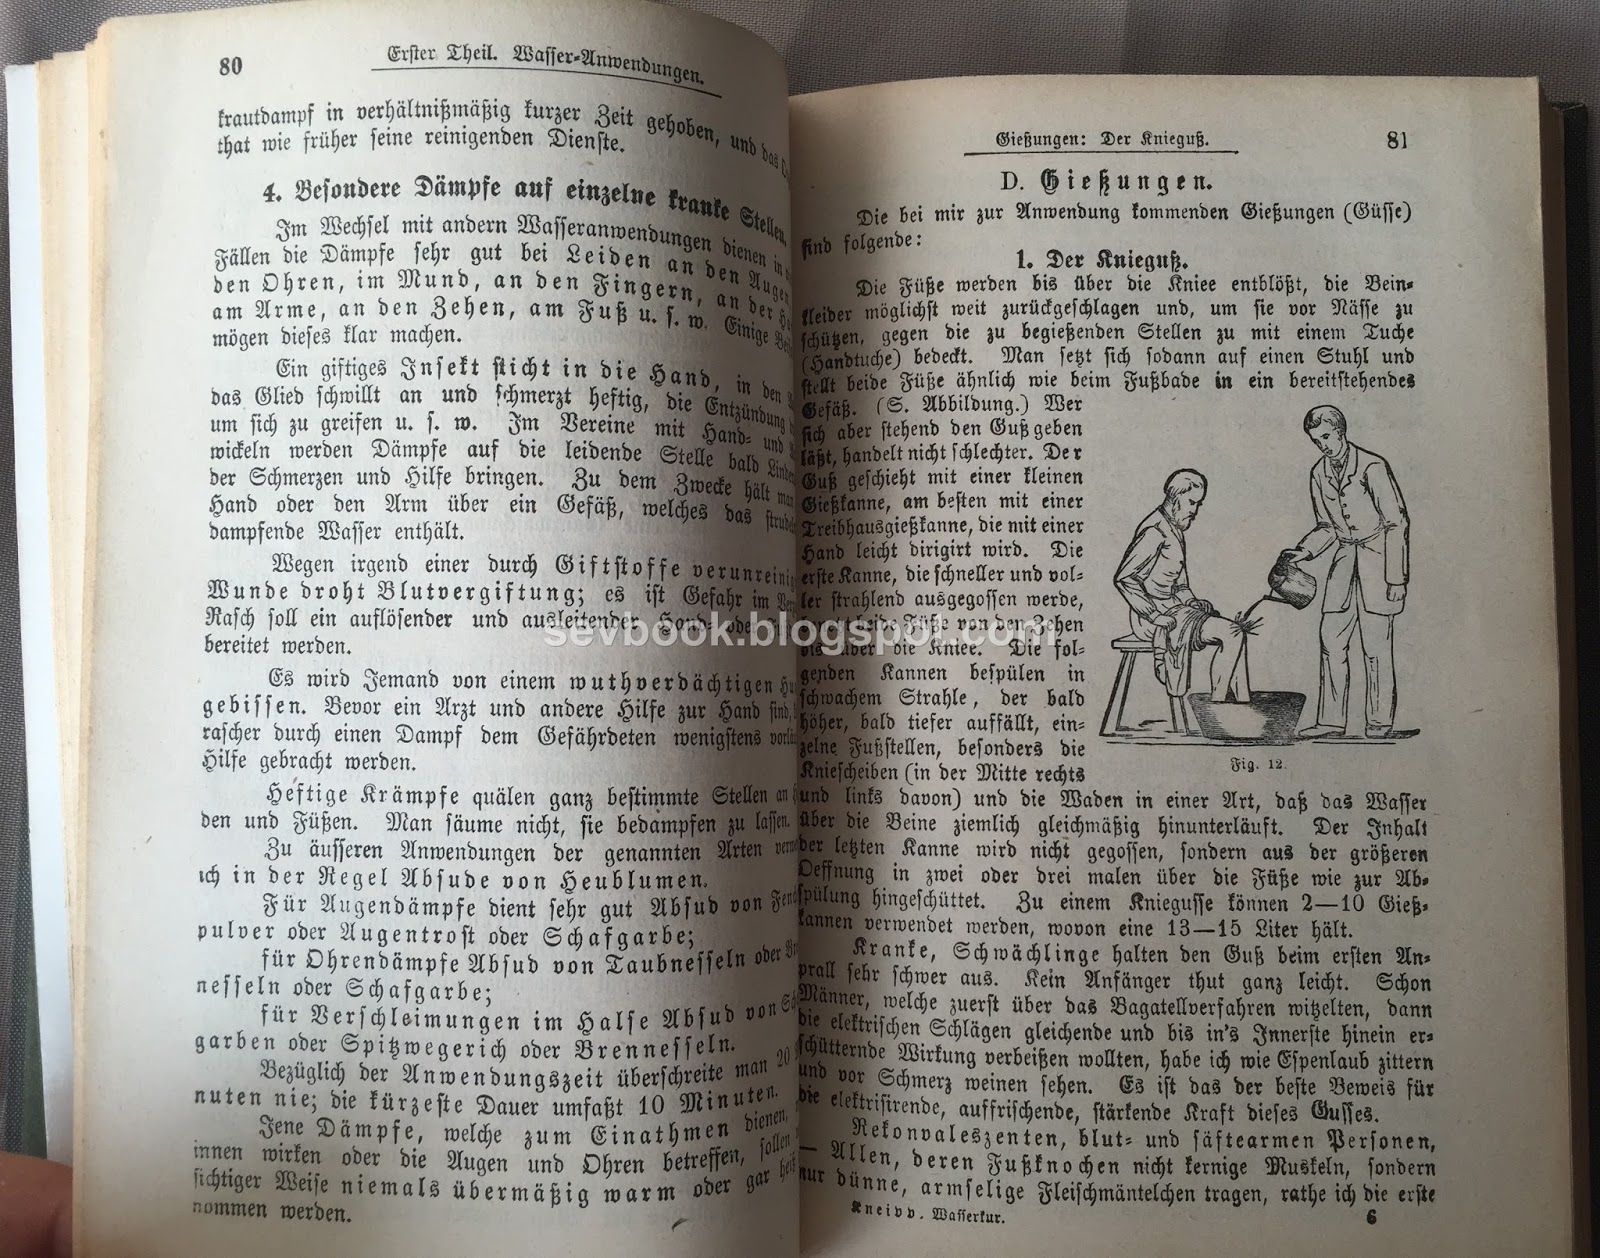 80
Erster Theil. Wasser-Anwendungen.
krautdampf in verhältnißmäßig kurzer Zeit gehoben, und das
that wie früher seine reinigenden Dienste.
4. Besondere Dämpfe auf einzelne kranke Stellen.
Im Wechsel mit andern Wasseranwendungen dienen in
Fällen die Dämpfe sehr gut bei Leiden an den Augen
den Ohren, im Mund, an den Fingern, an der
am Arme, an den Zehen, am Fuß u. s. w. Einige
mögen dieses klar machen.
Ein giftiges Insekt sticht in die Hand, in den
das Glied schwillt an und schmerzt heftig, die Entzündung
um sich zu greifen u. s. w. Im Vereine mit Hand- und
wickeln werden Dämpfe auf die leidende Stelle bald
der Schmerzen und Hilfe bringen. Zu dem Zwecke hält man
Hand oder den Arm über ein Gefäß, welches das
dampfende Wasser enthält.
Wegen irgend einer durch Giftstoffe
Wunde droht Blutvergiftung; es ist Gefahr im
Rasch soll ein auflösender und ausleitender Hand- oder
bereitet werden.
Es wird Jemand von einem wuthverdächtigen
gebissen. Bevor ein Arzt und andere Hilfe zur Hand sind,
rascher durch einen Dampf dem Gefährdeten wenigstens
Hilfe gebracht werden.
Heftige Krämpfe quälen ganz bestimmte Stellen an
den und Füßen. Man säume nicht, sie bedampfen zu lassen.
Zu äusseren Anwendungen der genannten Arten
ich in der Regel Absude von Heublumen.
Für Augendämpfe dient sehr gut Absud von
pulver oder Augentrost oder Schafgarbe;
für Ohrendämpfe Absud von Taubnesseln oder
nesseln oder Schafgarbe;
für Verschleimungen im Halse Absud von
garben oder Spitzwegerich oder Brennesseln.
Bezüglich der Anwendungszeit überschreite man 20
nuten nie; die kürzeste Dauer umfaßt 10 Minuten.
Jene Dämpfe, welche zum Einathmen dienen,
innen wirken oder die Augen und Ohren betreffen, sollen
sichtiger Weise niemals übermäßig warm oder gar heiß
nommen werden.
Gießungen: Der Knieguß.
81
D. Gießungen.
Die bei mir zur Anwendung kommenden Gießungen (Güsse)
sind folgende:
1. Der Knieguß.
Die Füße werden bis über die Kniee entblößt, die Bein-
kleider möglichst weit zurückgeschlagen und, um sie vor Nässe zu
schützen, gegen die zu begießenden Stellen zu mit einem Tuche
(Handtuche) bedeckt. Man setzt sich sodann auf einen Stuhl und
stellt beide Füße ähnlich wie beim Fußbade in ein bereitstehendes
Gefäß. (S. Abbildung.) Wer
sich aber stehend den Guß geben
läßt, handelt nicht schlechter. Der
Guß geschieht mit einer kleinen
Gießkanne, am besten mit einer
Treibhausgießkanne, die mit einer
Hand leicht dirigirt wird. Die
erste Kanne, die schneller und vol-
ler strahlend ausgegossen werde,
beide Füße von den Zehen
bis über die Kniee. Die fol-
genden Kannen bespülen in
schwachem Strahle, der bald
höher, bald tiefer auffällt, ein-
zelne Fußstellen, besonders die
Kniescheiben (in der Mitte rechts
und links davon) und die Waden in einer Art, daß das Wasser
über die Beine ziemlich gleichmäßig hinunterläuft. Der Inhalt
der letzten Kanne wird nicht gegossen, sondern aus der größeren
Oeffnung in zwei oder drei malen über die Füße wie zur Ab-
spülung hingeschüttet. Zu einem Kniegusse können 2—10 Gieß-
kannen verwendet werden, wovon eine 13—15 Liter hält.
Fig. 12.
Kranke, Schwächlinge halten den Guß beim ersten An-
prall sehr schwer aus. Kein Anfänger thut ganz leicht. Schon
Männer, welche zuerst über das Bagatellverfahren witzelten, dann
die elektrischen Schlägen gleichende und bis in's Innerste hinein er-
schütternde Wirkung verbeißen wollten, habe ich wie Espenlaub zittern
und vor Schmerz weinen sehen. Es ist das der beste Beweis für
die elektrisirende, auffrischende, stärkende Kraft dieses Gusses.
Rekonvaleszenten, blut- und säftearmen Personen,
— Allen, deren Fußknochen nicht kernige Muskeln, sondern
nur dünne, armselige Fleischmäntelchen tragen, rathe ich die erste
Kneipp. Wasserkur.
6
sevbook.blogspot.com